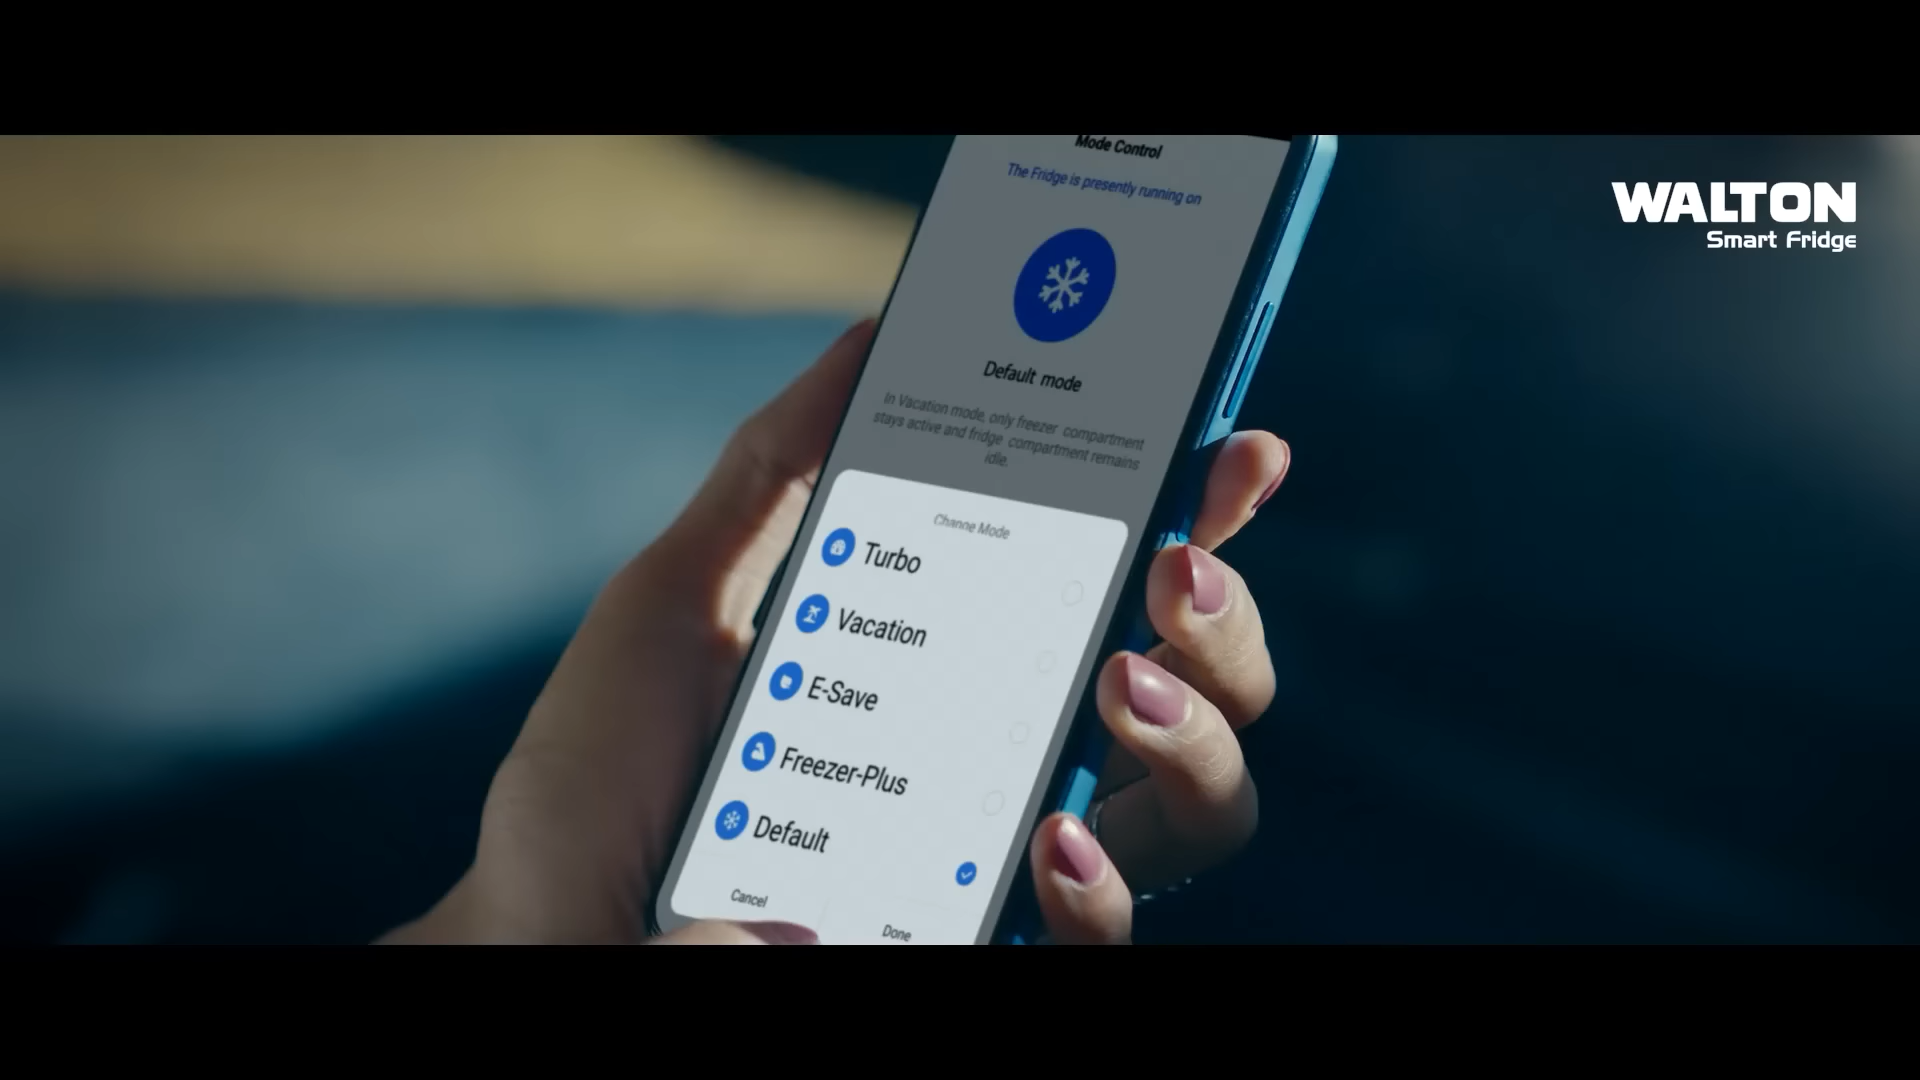 Mode Control
The Fridge is presently running on
Default mode
In Vacation mode, only freezer compartment
stays active and fridge compartment remains
idle.
Change Mode
Turbo
Vacation
E-Save
Freezer-Plus
Default
Cancel
Done
WALTON
Smart Fridge